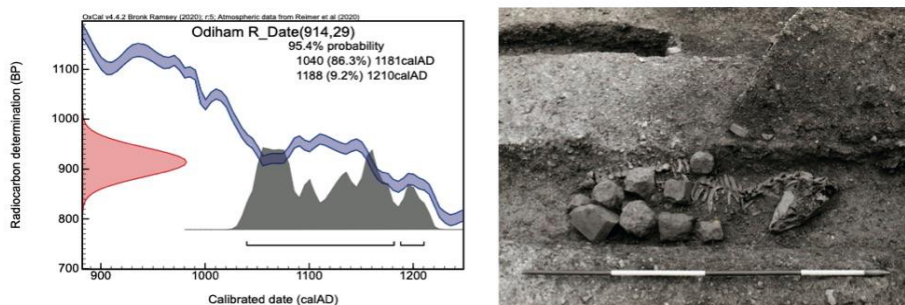 OxCal v4.4.2 Bronk Ramsey (2020); r:5; Atmospheric data from Reimer et al (2020)
Odiham R_Date(914,29)
95.4% probability
1040 (86.3%) 1181calAD
1188 (9.2%) 1210calAD
Radiocarbon determination (BP)
1100
1000
900
800
700
900
1000
1100
1200
Calibrated date (calAD)